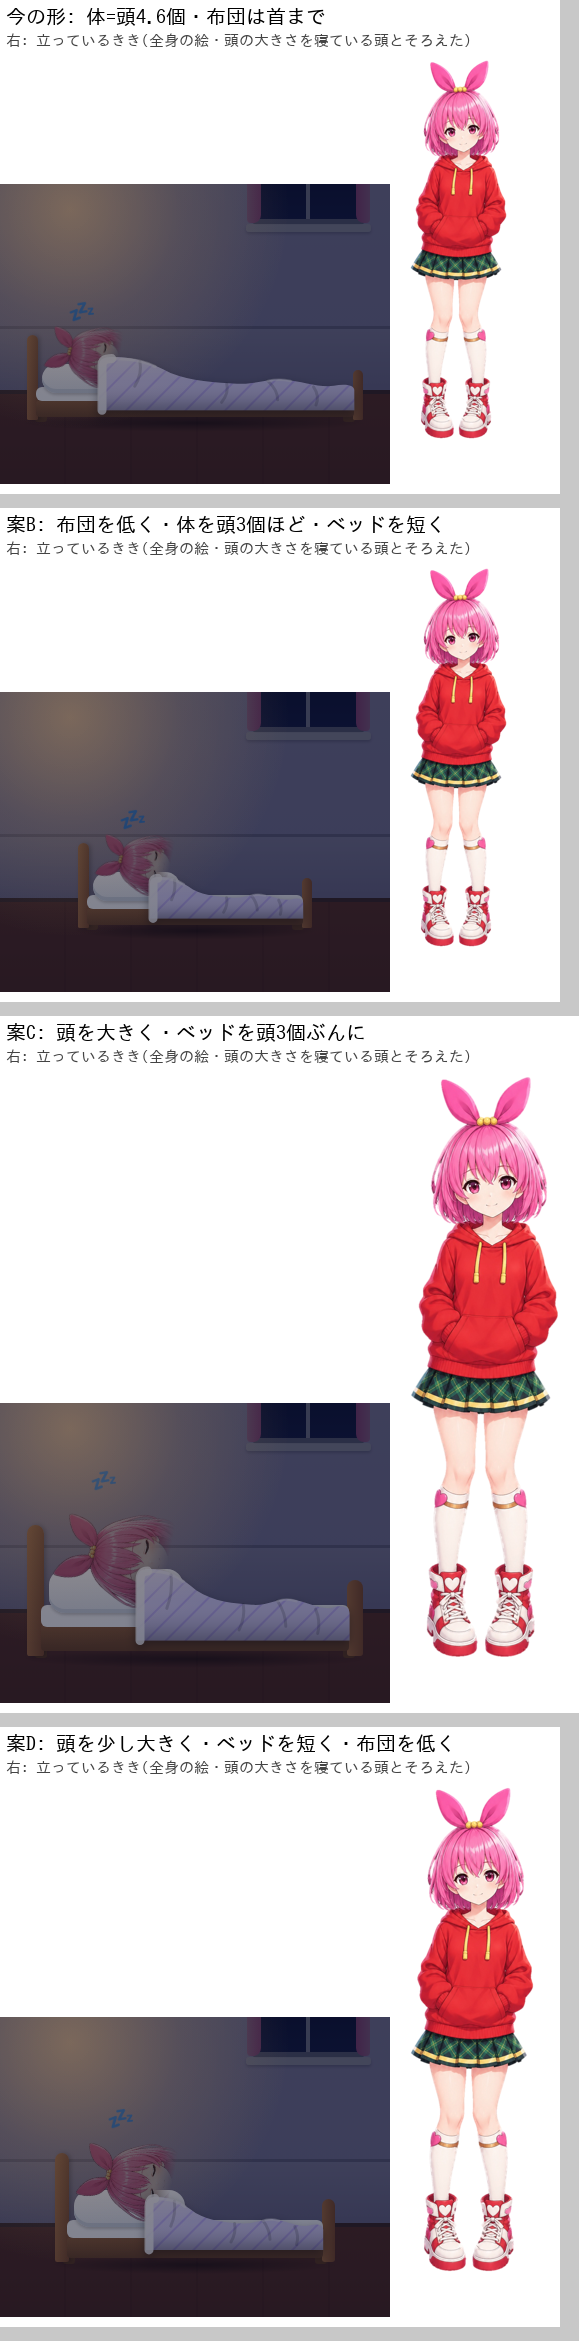 今の形: 体=頭4.6個・布団は首まで
右: 立っているきき(全身の絵・頭の大きさを寝ている頭とそろえた)
zzz
案B: 布団を低く・体を頭3個ほど・ベッドを短く
右: 立っているきき(全身の絵・頭の大きさを寝ている頭とそろえた)
zzz
案C: 頭を大きく・ベッドを頭3個ぶんに
右: 立っているきき(全身の絵・頭の大きさを寝ている頭とそろえた)
zzz
案D: 頭を少し大きく・ベッドを短く・布団を低く
右: 立っているきき(全身の絵・頭の大きさを寝ている頭とそろえた)
zzz